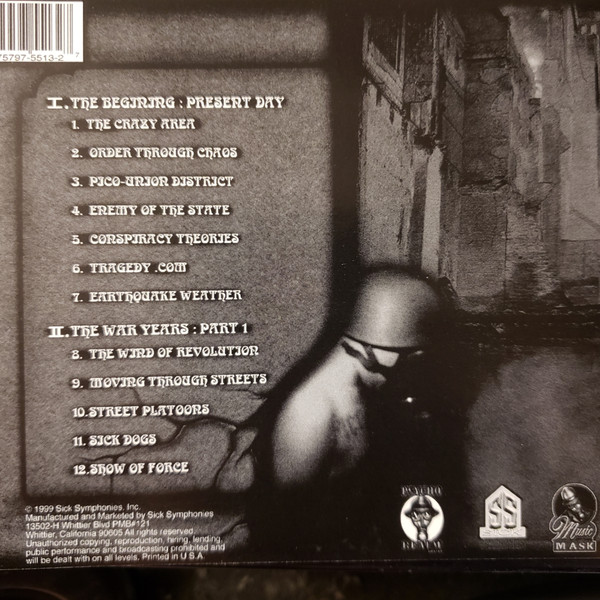 75797-5513-2 7
I. THE BEGINING : PRESENT DAY
1. THE CRAZY AREA
2. ORDER THROUGH CHAOS
3. PICO-UNION DISTRICT
4. ENEMY OF THE STATE
5. CONSPIRACY THEORIES
6. TRAGEDY .COM
7. EARTHQUAKE WEATHER
II. THE WAR YEARS : PART 1
8. THE WIND OF REVOLUTION
9. MOVING THROUGH STREETS
10. STREET PLATOONS
11. SICK DOGS
12. SHOW OF FORCE
© 1999 Sick Symphonies. Inc.
Manufactured and Marketed by Sick Symphonies
13502-H Whittier Blvd PMB#121
Whittier, California 90605 All rights reserved.
Unauthorized copying, reproduction, hiring, lending,
public performance and broadcasting prohibited and
will be dealt with on all levels. Printed in U.S.A.
PSYCHO
REALM
SS
Music
MASK